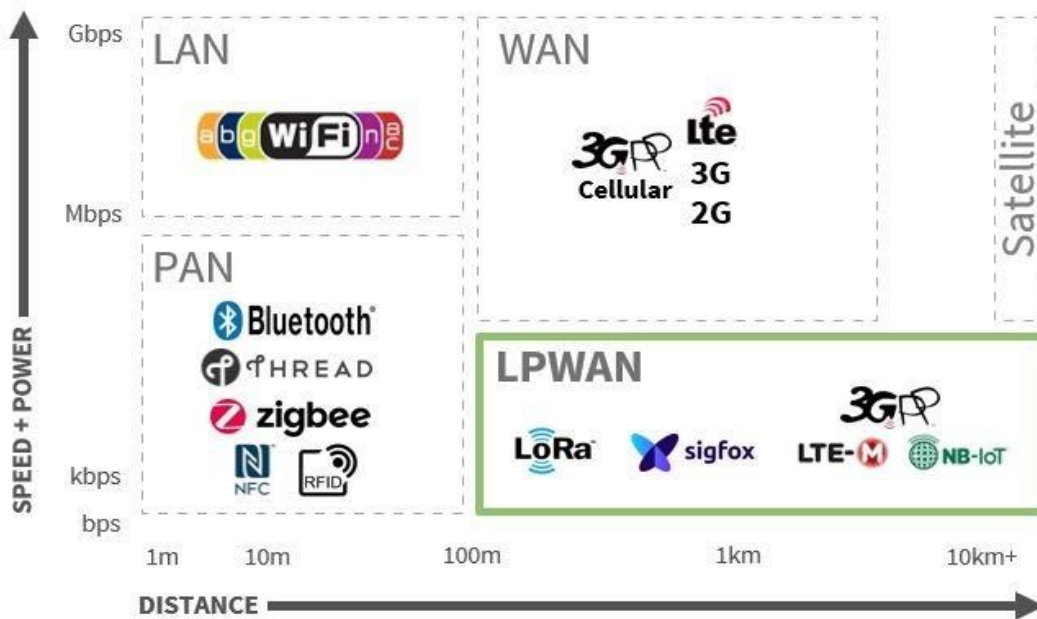 Gbps
LAN
WAN
a b g WiFi n ac
3GPP
Cellular
Lte
3G
2G
Satellite
Mbps
PAN
Bluetooth®
THREAD
zigbee
NFC
RFID
SPEED + POWER
LPWAN
3GPP
LoRa™
sigfox
LTE-M
NB-IoT
kbps
bps
1m 10m 100m 1km 10km+
DISTANCE